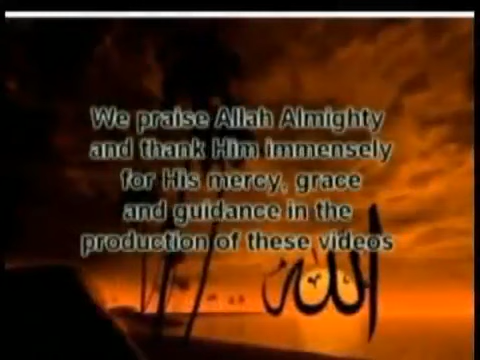 We praise Allah Almighty
and thank Him immensely
for His mercy, grace
and guidance in the
production of these videos
الله